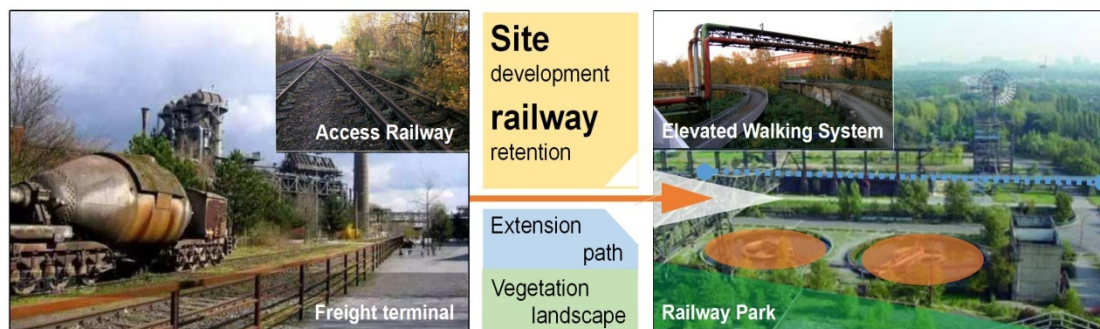 Access Railway
Freight terminal
Site
development
railway
retention
Extension
path
Vegetation
landscape
Elevated Walking System
Railway Park